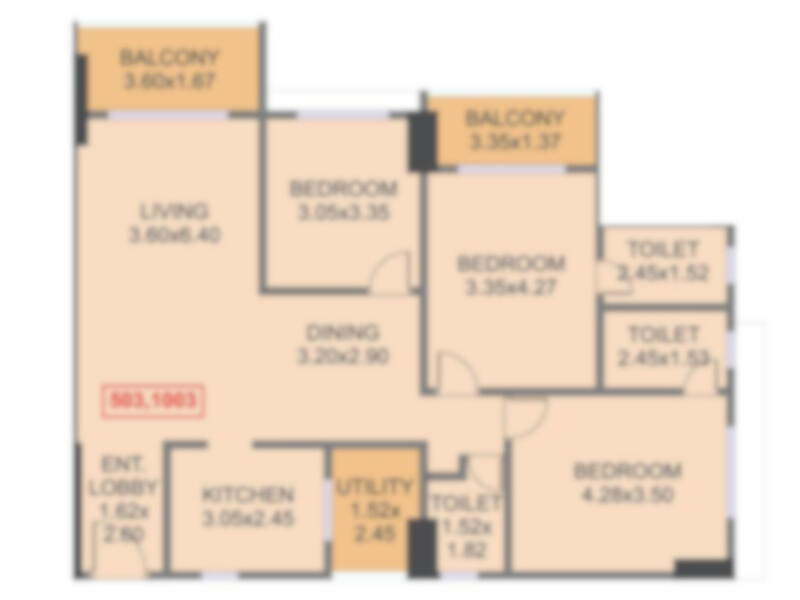 BALCONY
3.60x1.67
BALCONY
3.35x1.37
BEDROOM
3.05x3.35
LIVING
3.60x6.40
TOILET
2.45x1.52
BEDROOM
3.35x4.27
DINING
3.20x2.90
TOILET
2.45x1.53
503,1003
ENT.
LOBBY
1.62x
2.60
KITCHEN
3.05x2.45
UTILITY
1.52x
2.45
TOILET
1.52x
1.82
BEDROOM
4.28x3.50